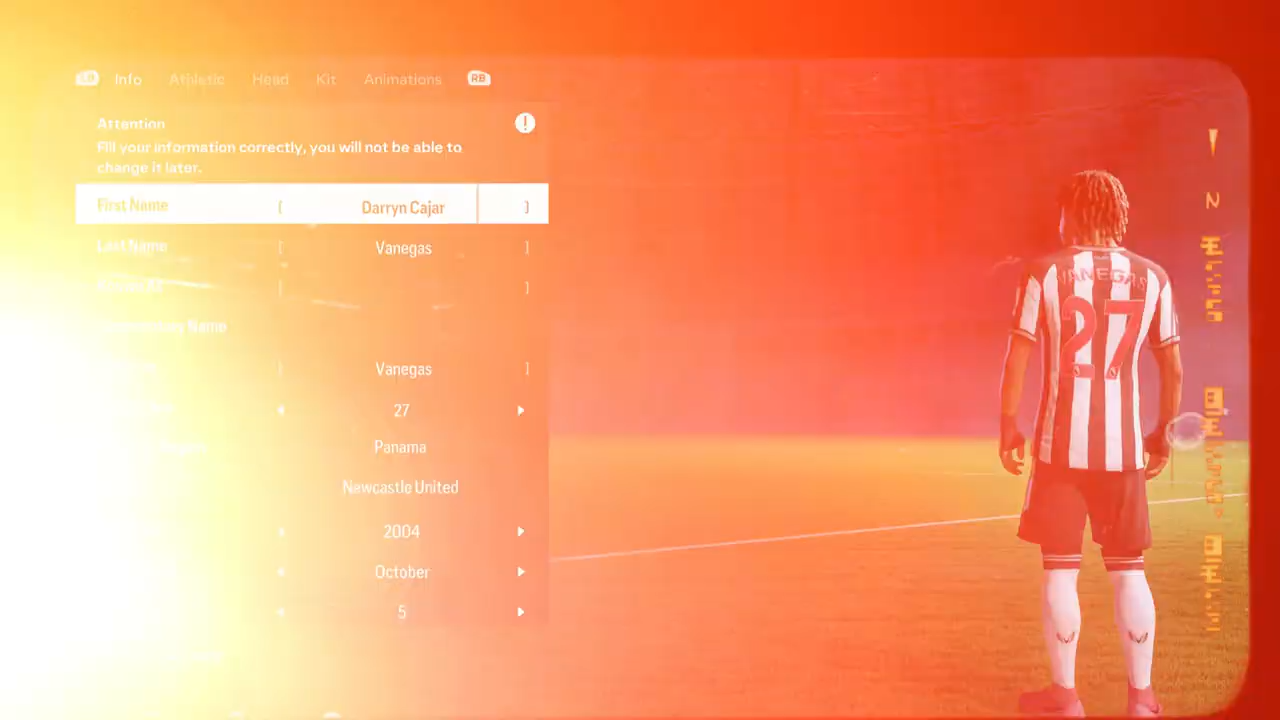 LB Info Athletic Head Kit Animations RB
Attention
Fill your information correctly, you will not be able to
change it later.
First Name [ Darryn Cajar ]
Last Name [ Vanegas ]
[ ]
Name
[ Vanegas ]
27
Panama
Newcastle United
2004
October
5
VANEGAS
27